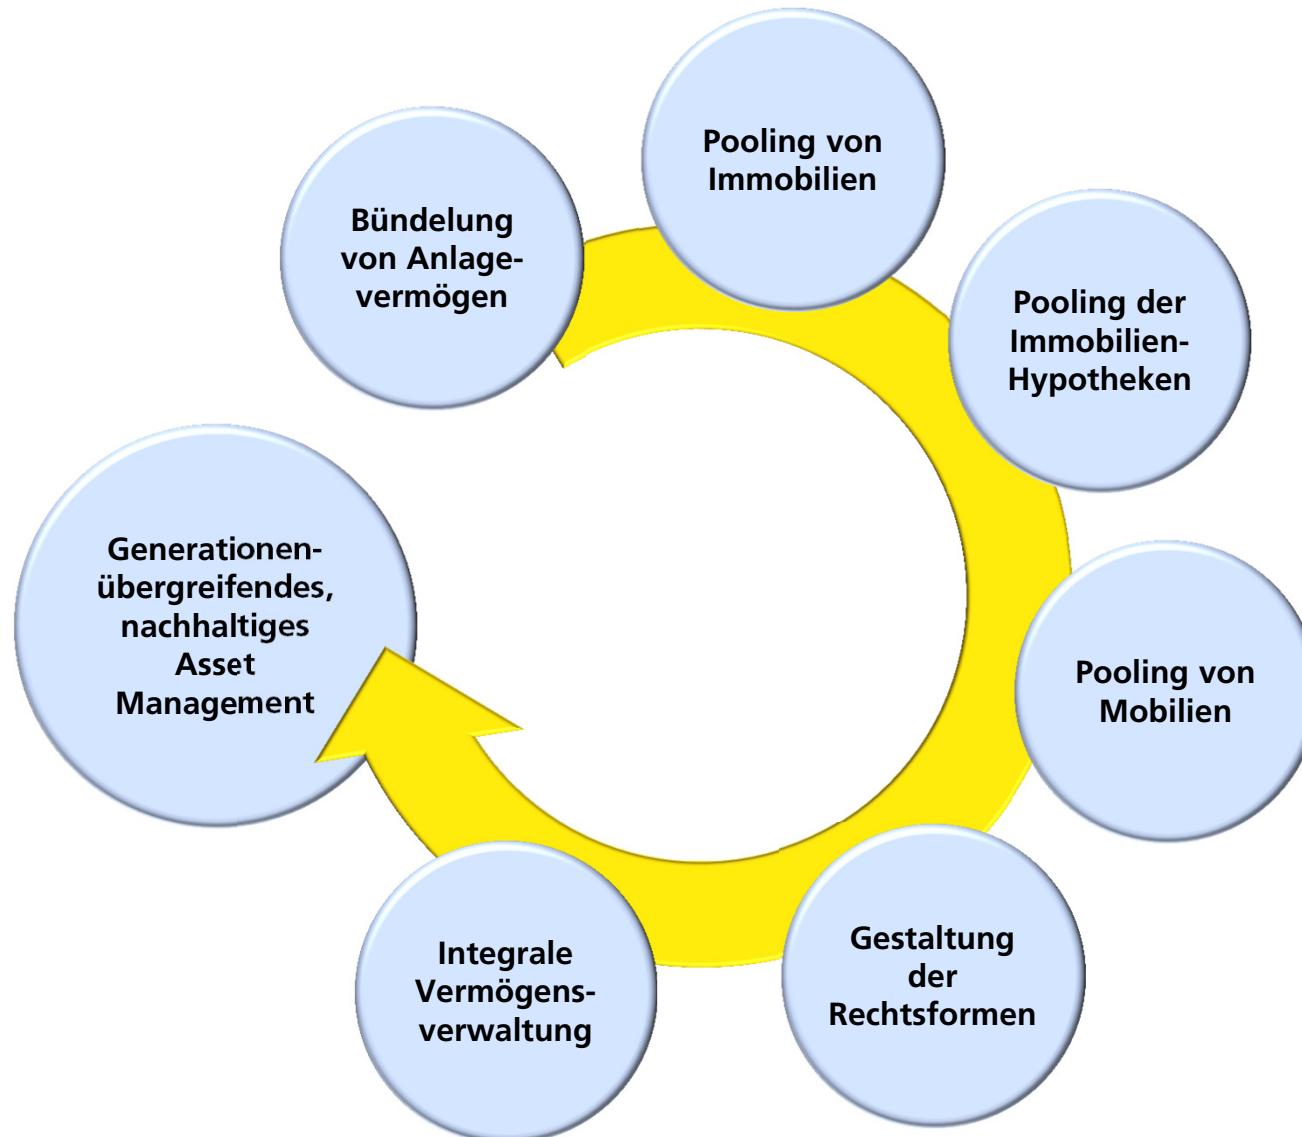 Bündelung
von Anlage-
vermögen
Pooling von
Immobilien
Pooling der
Immobilien-
Hypotheken
Pooling von
Mobilien
Gestaltung
der
Rechtsformen
Integrale
Vermögens-
verwaltung
Generationen-
übergreifendes,
nachhaltiges
Asset
Management